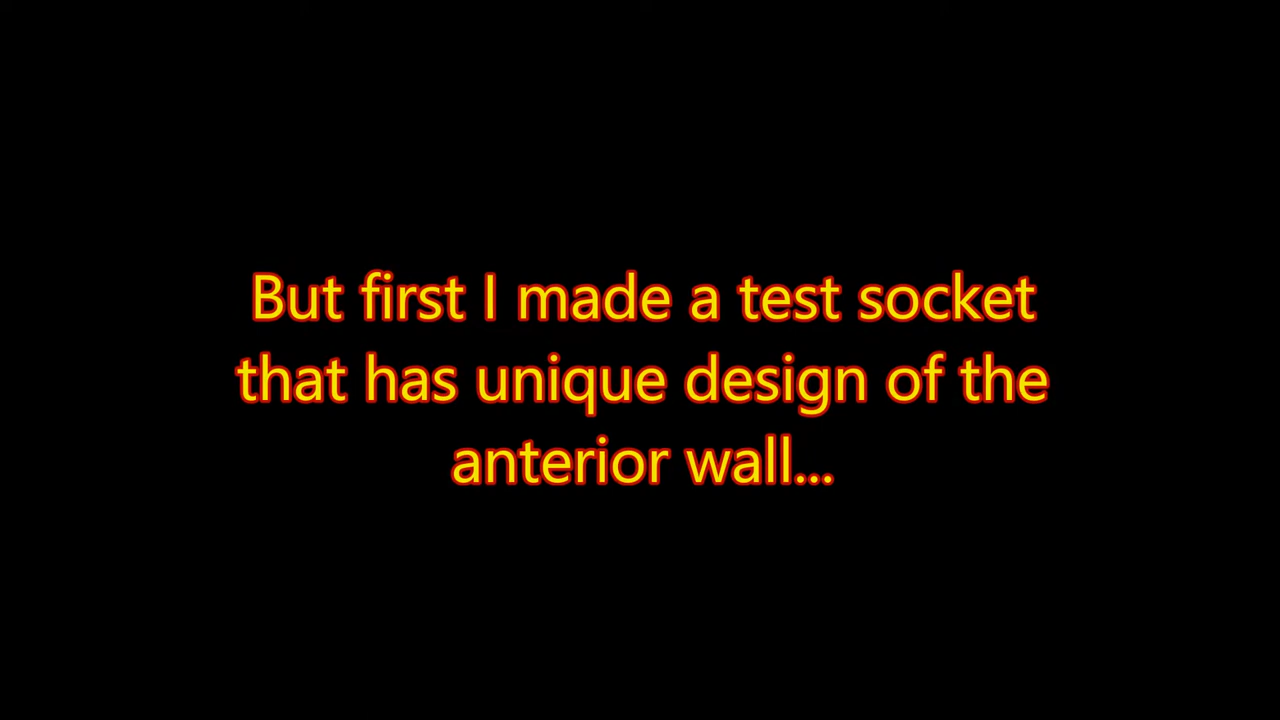 But first I made a test socket
that has unique design of the
anterior wall...